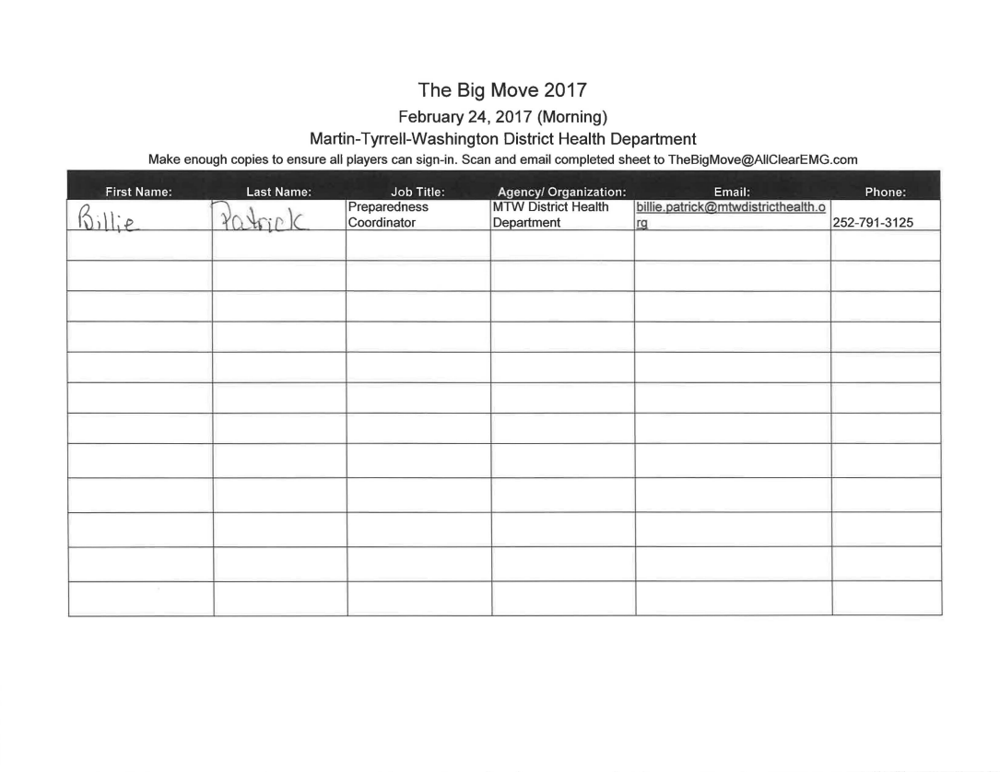 The Big Move 2017
February 24, 2017 (Morning)
Martin-Tyrrell-Washington District Health Department
Make enough copies to ensure all players can sign-in. Scan and email completed sheet to TheBigMove@AllClearEMG.com
First Name: Last Name: Job Title: Agency/ Organization: Email: Phone:
Billie Patrick Preparedness Coordinator MTW District Health Department billie.patrick@mtwdistricthealth.org 252-791-3125